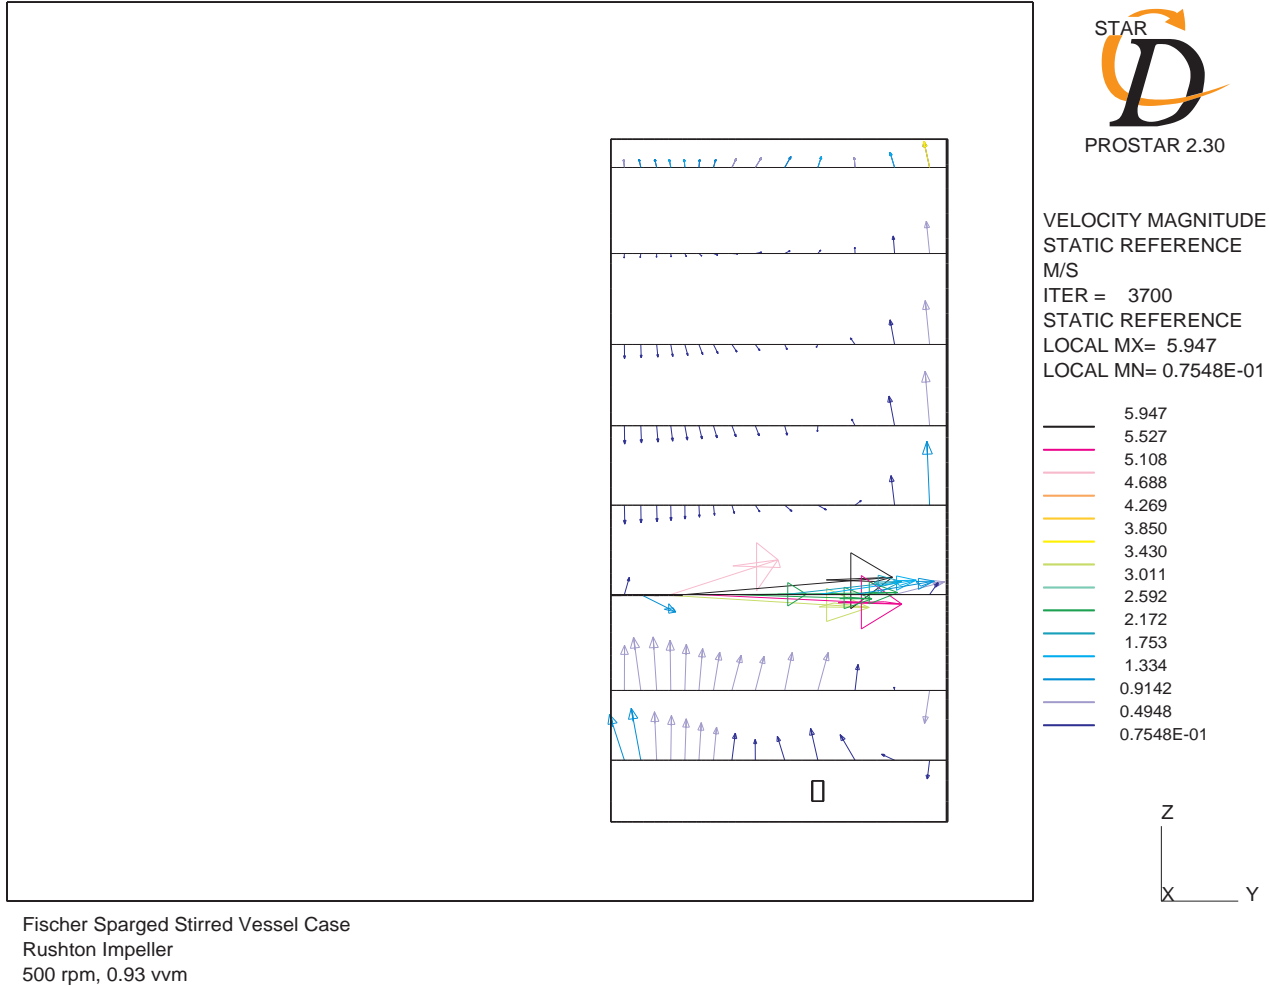 STAR
D
PROSTAR 2.30
VELOCITY MAGNITUDE
STATIC REFERENCE
M/S
ITER = 3700
STATIC REFERENCE
LOCAL MX= 5.947
LOCAL MN= 0.7548E-01
5.947
5.527
5.108
4.688
4.269
3.850
3.430
3.011
2.592
2.172
1.753
1.334
0.9142
0.4948
0.7548E-01
Z
X Y
Fischer Sparged Stirred Vessel Case
Rushton Impeller
500 rpm, 0.93 vvm